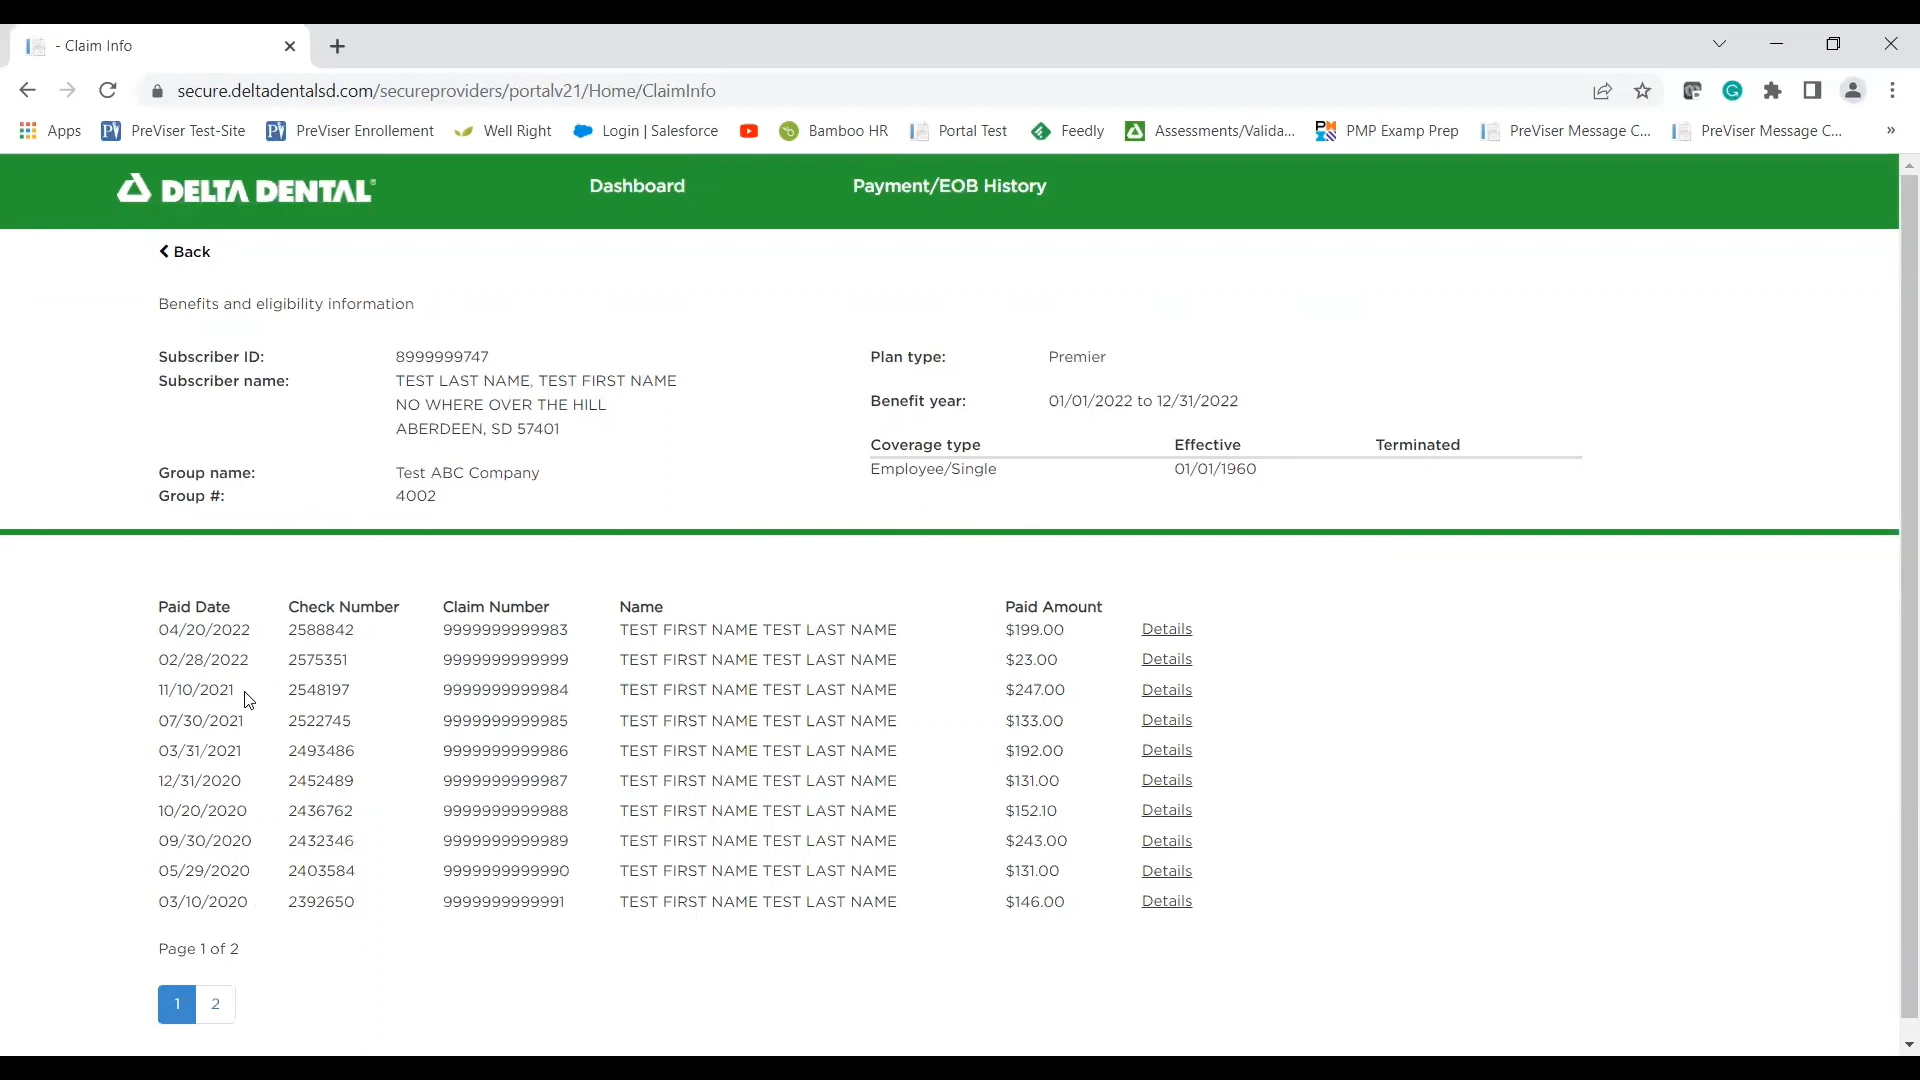 - Claim Info
secure.deltadentalsd.com/secureproviders/portalv21/Home/ClaimInfo
Apps PreViser Test-Site PreViser Enrollement Well Right Login | Salesforce Bamboo HR Portal Test Feedly Assessments/Valida... PMP Examp Prep PreViser Message C... PreViser Message C... »
DELTA DENTAL® Dashboard Payment/EOB History
Back
Benefits and eligibility information
Subscriber ID: 8999999747 Plan type: Premier
Subscriber name: TEST LAST NAME, TEST FIRST NAME
NO WHERE OVER THE HILL Benefit year: 01/01/2022 to 12/31/2022
ABERDEEN, SD 57401
Coverage type Effective Terminated
Group name: Test ABC Company Employee/Single 01/01/1960
Group #: 4002
Paid Date Check Number Claim Number Name Paid Amount
04/20/2022 2588842 9999999999983 TEST FIRST NAME TEST LAST NAME $199.00 Details
02/28/2022 2575351 9999999999999 TEST FIRST NAME TEST LAST NAME $23.00 Details
11/10/2021 2548197 9999999999984 TEST FIRST NAME TEST LAST NAME $247.00 Details
07/30/2021 2522745 9999999999985 TEST FIRST NAME TEST LAST NAME $133.00 Details
03/31/2021 2493486 9999999999986 TEST FIRST NAME TEST LAST NAME $192.00 Details
12/31/2020 2452489 9999999999987 TEST FIRST NAME TEST LAST NAME $131.00 Details
10/20/2020 2436762 9999999999988 TEST FIRST NAME TEST LAST NAME $152.10 Details
09/30/2020 2432346 9999999999989 TEST FIRST NAME TEST LAST NAME $243.00 Details
05/29/2020 2403584 9999999999990 TEST FIRST NAME TEST LAST NAME $131.00 Details
03/10/2020 2392650 9999999999991 TEST FIRST NAME TEST LAST NAME $146.00 Details
Page 1 of 2
1 2